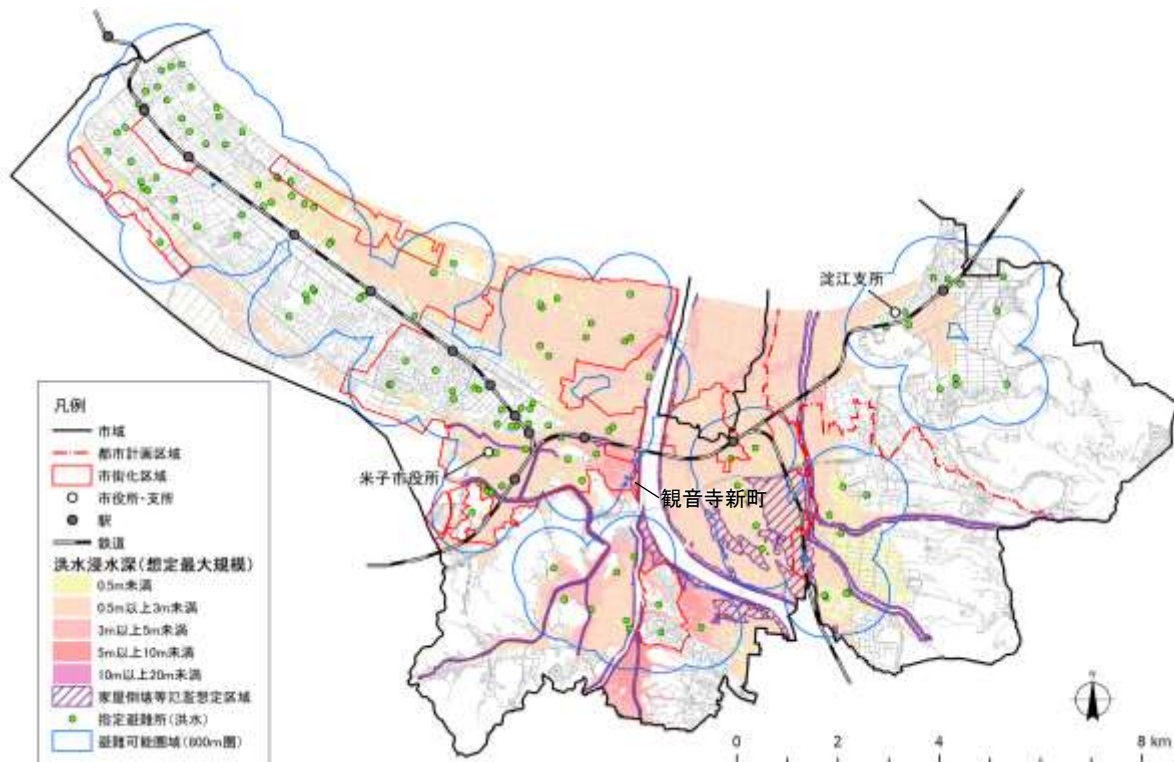 淀江支所
米子市役所
観音寺新町
凡例
市域
都市計画区域
市街化区域
市役所・支所
駅
鉄道
洪水浸水深(想定最大規模)
0.5m未満
0.5m以上3m未満
3m以上5m未満
5m以上10m未満
10m以上20m未満
家屋倒壊等氾濫想定区域
指定避難所(洪水)
避難可能圏域(800m圏)
N
0 2 4 6 8 km